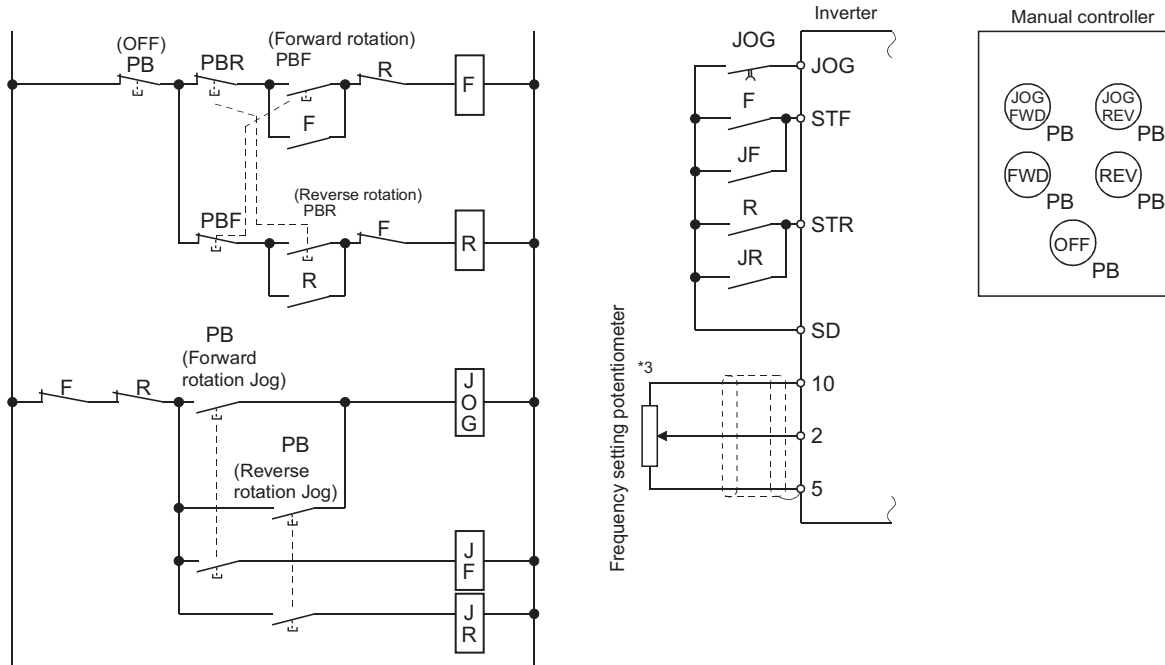 (OFF)
PB
PBR
(Forward rotation)
PBF
R
F
F
PBF
(Reverse rotation)
PBR
F
R
R
F
R
PB
(Forward
rotation Jog)
J
O
G
PB
(Reverse
rotation Jog)
J
F
J
R
Inverter
JOG
JOG
F
STF
JF
R
STR
JR
SD
Frequency setting potentiometer
*3
10
2
5
Manual controller
JOG
FWD
PB
JOG
REV
PB
FWD
PB
REV
PB
OFF
PB